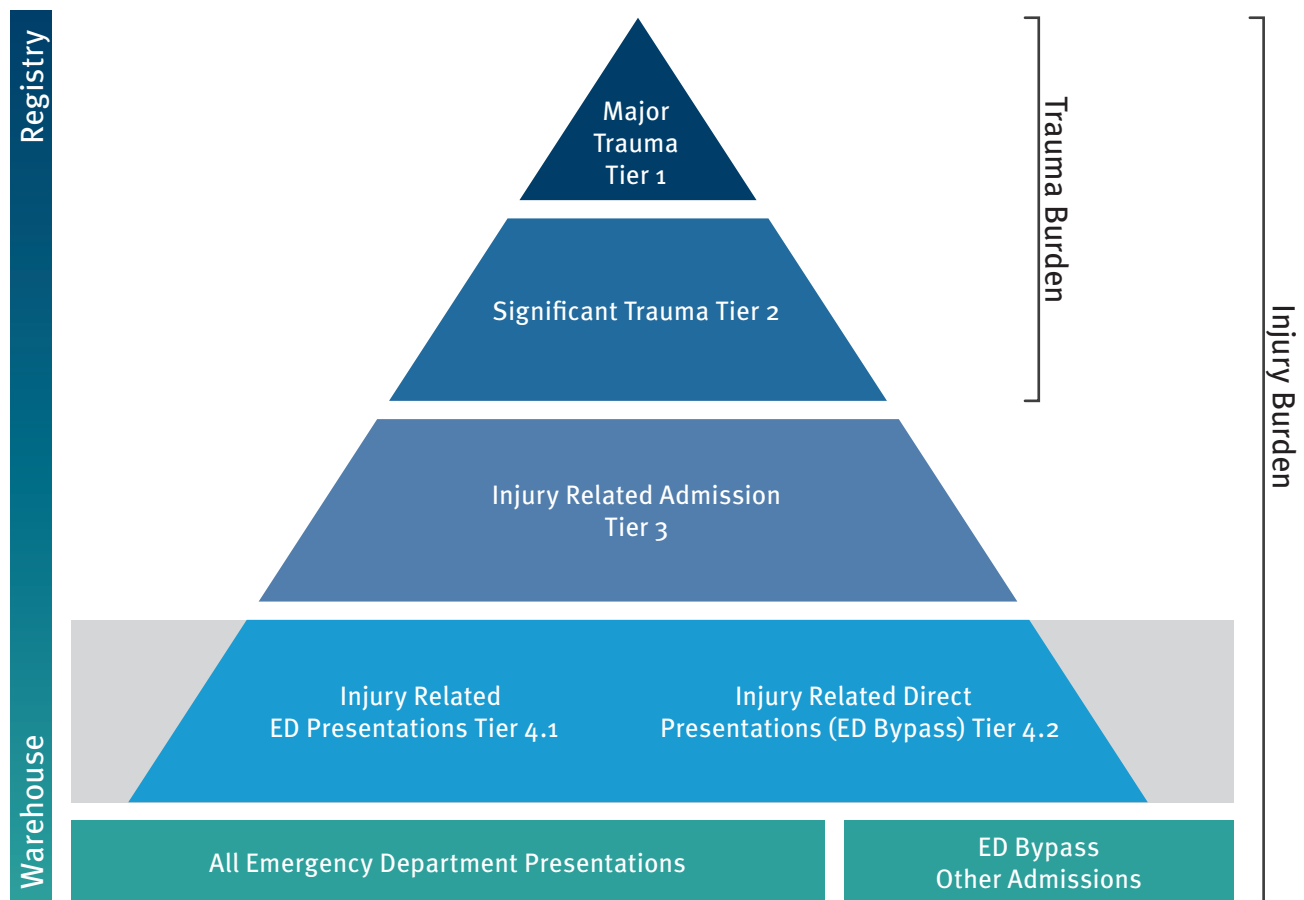 Registry
Warehouse
Major
Trauma
Tier 1
Significant Trauma Tier 2
Injury Related Admission
Tier 3
Injury Related
ED Presentations Tier 4.1
Injury Related Direct
Presentations (ED Bypass) Tier 4.2
All Emergency Department Presentations
ED Bypass
Other Admissions
Trauma Burden
Injury Burden